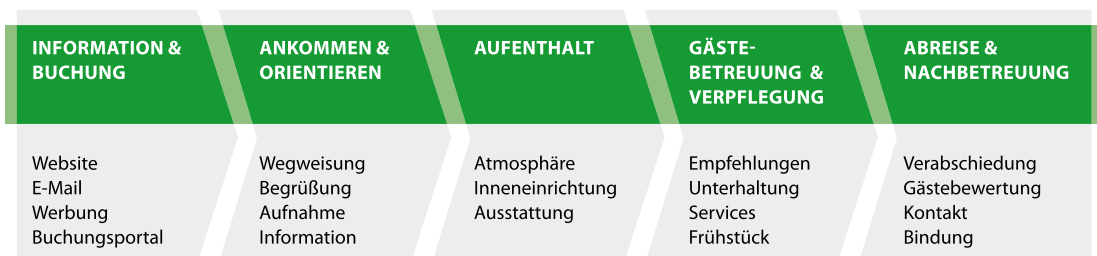 INFORMATION &
BUCHUNG
Website
E-Mail
Werbung
Buchungsportal
ANKOMMEN &
ORIENTIEREN
Wegweisung
Begrüßung
Aufnahme
Information
AUFENTHALT
Atmosphäre
Inneneinrichtung
Ausstattung
GÄSTE-
BETREUUNG &
VERPFLEGUNG
Empfehlungen
Unterhaltung
Services
Frühstück
ABREISE &
NACHBETREUUNG
Verabschiedung
Gästebewertung
Kontakt
Bindung